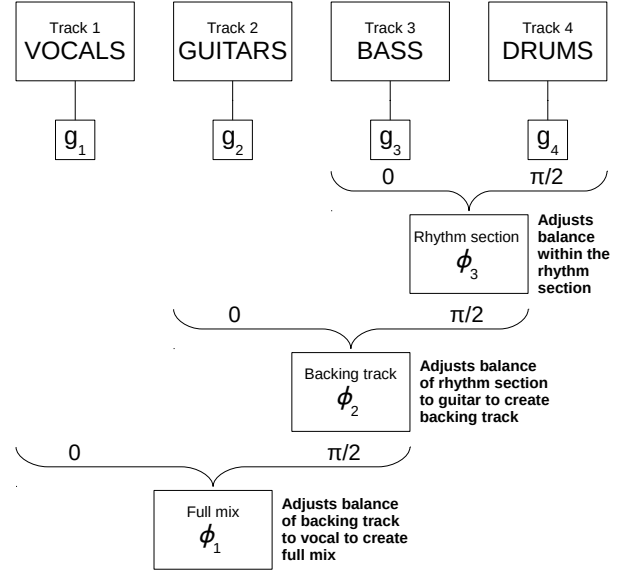 Track 1
VOCALS
Track 2
GUITARS
Track 3
BASS
Track 4
DRUMS
g₁
g₂
g₃
g₄
0
π/2
Rhythm section
ϕ₃
Adjusts
balance
within the
rhythm
section
0
π/2
Backing track
ϕ₂
Adjusts balance
of rhythm section
to guitar to create
backing track
0
π/2
Full mix
ϕ₁
Adjusts balance
of backing track
to vocal to create
full mix